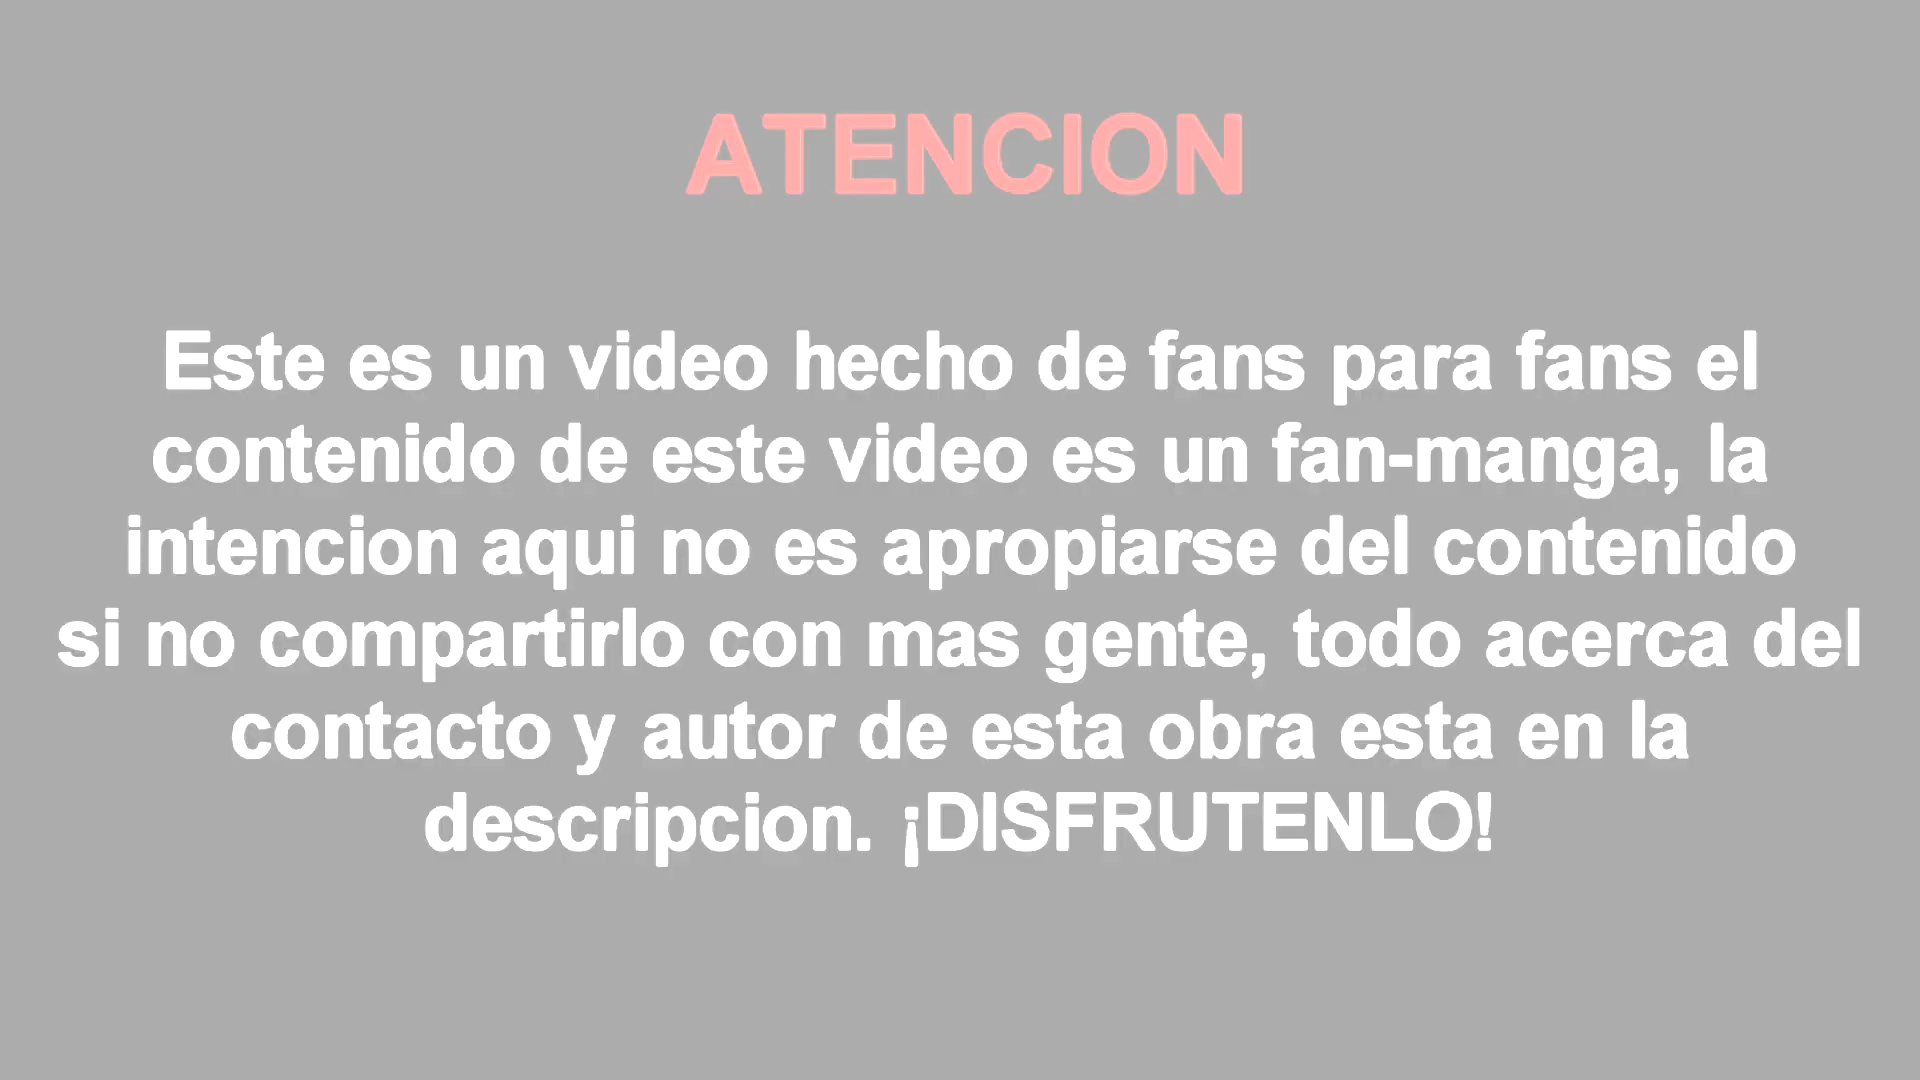 ATENCION
Este es un video hecho de fans para fans el
contenido de este video es un fan-manga, la
intencion aqui no es apropiarse del contenido
si no compartirlo con mas gente, todo acerca del
contacto y autor de esta obra esta en la
descripcion. ¡DISFRUTENLO!